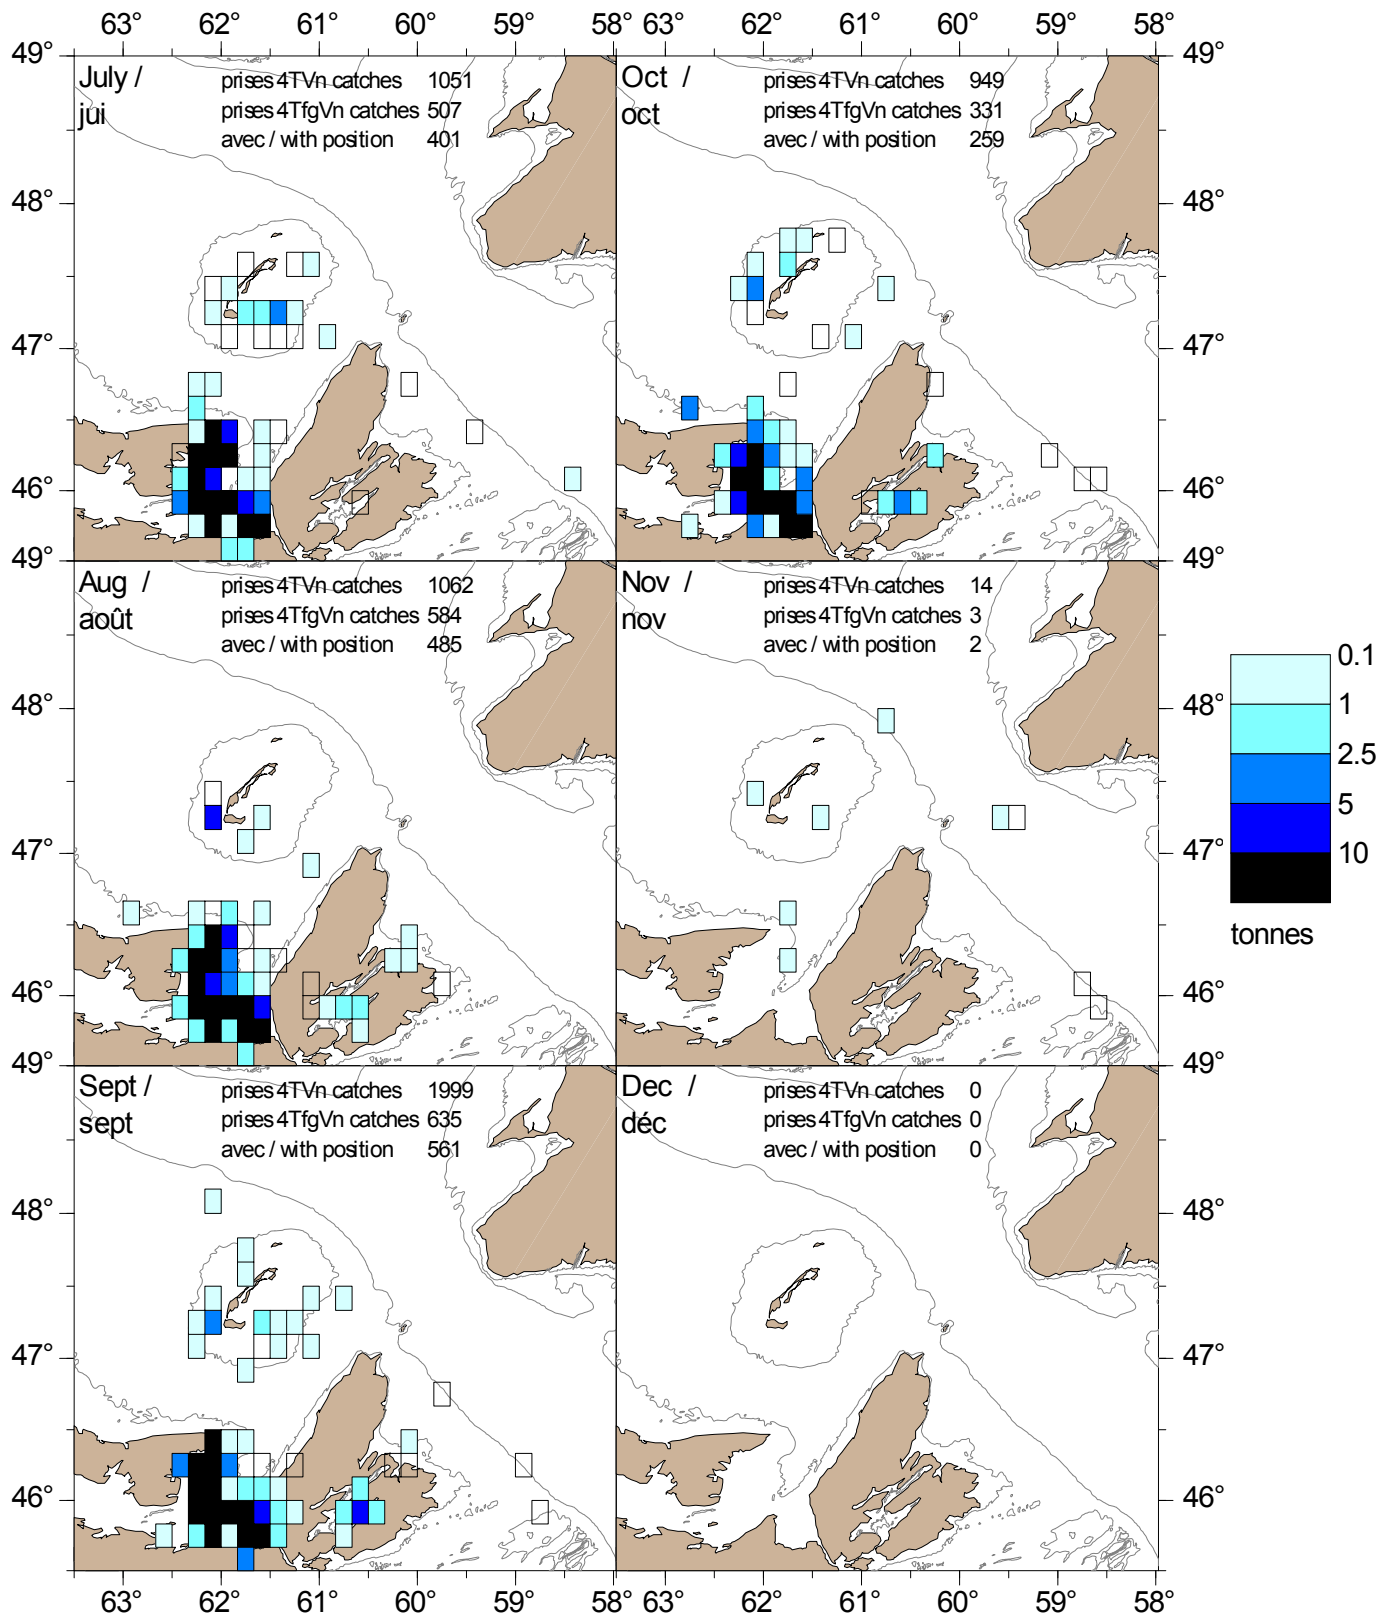 63° 62° 61° 60° 59° 58° 63° 62° 61° 60° 59° 58°
49° 49°
July / jui
prises 4TVn catches 1051
prises 4TfgVn catches 507
avec / with position 401
Oct / oct
prises 4TVn catches 949
prises 4TfgVn catches 331
avec / with position 259
48° 48°
47° 47°
46° 46°
49° 49°
Aug / août
prises 4TVn catches 1062
prises 4TfgVn catches 584
avec / with position 485
Nov / nov
prises 4TVn catches 14
prises 4TfgVn catches 3
avec / with position 2
48° 48°
47° 47°
46° 46°
49° 49°
0.1
1
2.5
5
10
tonnes
Sept / sept
prises 4TVn catches 1999
prises 4TfgVn catches 635
avec / with position 561
Dec / déc
prises 4TVn catches 0
prises 4TfgVn catches 0
avec / with position 0
48° 48°
47° 47°
46° 46°
63° 62° 61° 60° 59° 58° 63° 62° 61° 60° 59° 58°